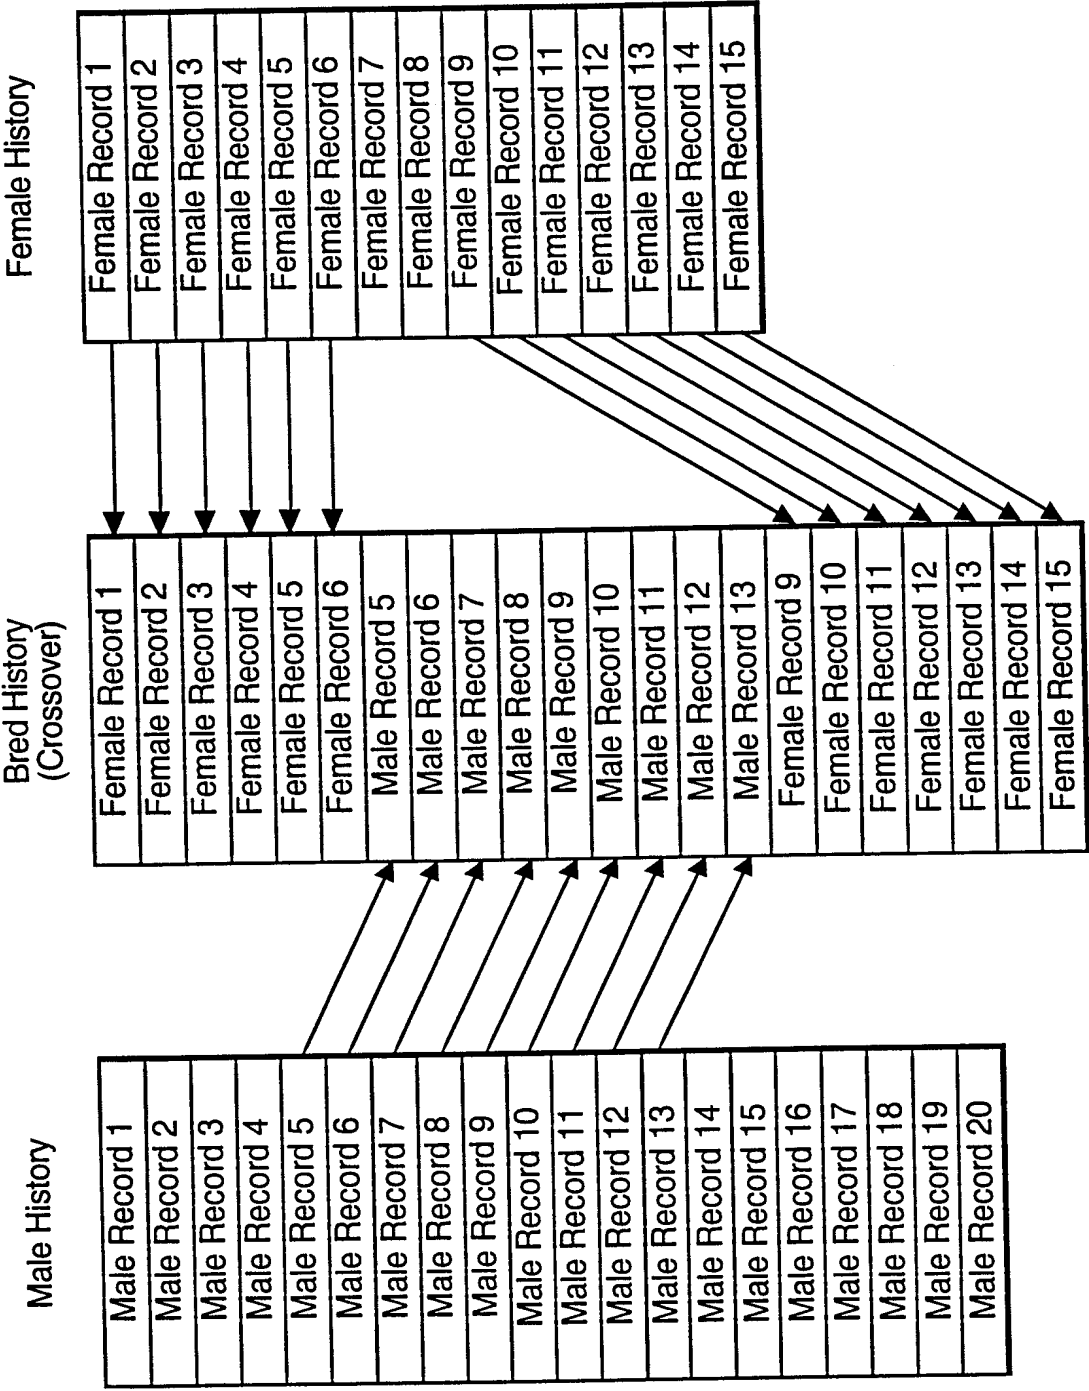 Male History
Male Record 1
Male Record 2
Male Record 3
Male Record 4
Male Record 5
Male Record 6
Male Record 7
Male Record 8
Male Record 9
Male Record 10
Male Record 11
Male Record 12
Male Record 13
Male Record 14
Male Record 15
Male Record 16
Male Record 17
Male Record 18
Male Record 19
Male Record 20
Bred History
(Crossover)
Female Record 1
Female Record 2
Female Record 3
Female Record 4
Female Record 5
Female Record 6
Male Record 5
Male Record 6
Male Record 7
Male Record 8
Male Record 9
Male Record 10
Male Record 11
Male Record 12
Male Record 13
Female Record 9
Female Record 10
Female Record 11
Female Record 12
Female Record 13
Female Record 14
Female Record 15
Female History
Female Record 1
Female Record 2
Female Record 3
Female Record 4
Female Record 5
Female Record 6
Female Record 7
Female Record 8
Female Record 9
Female Record 10
Female Record 11
Female Record 12
Female Record 13
Female Record 14
Female Record 15